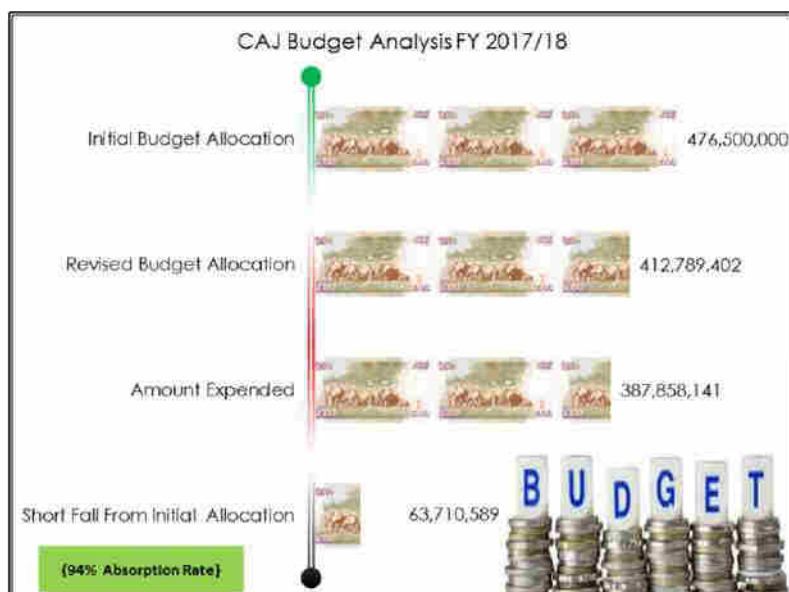 CAJ Budget Analysis FY 2017/18
Initial Budget Allocation 476,500,000
Revised Budget Allocation 412,789,402
Amount Expended 387,858,141
Short Fall From Initial Allocation 63,710,589
BUDGET
{94% Absorption Rate}